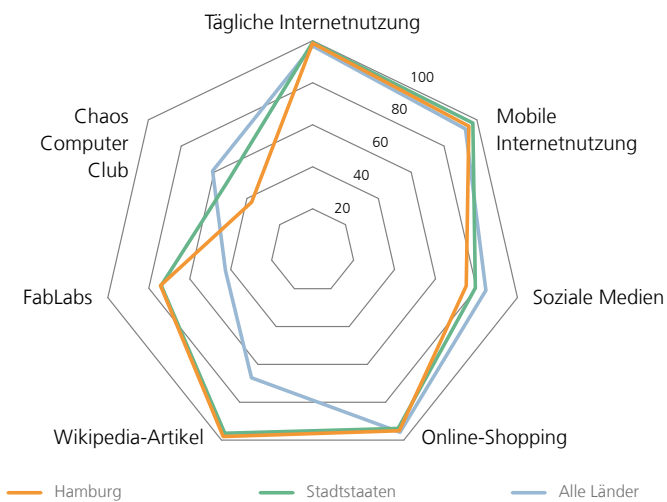 Tägliche Internetnutzung
100
80
60
40
20
Mobile
Internetnutzung
Chaos
Computer
Club
FabLabs
Soziale Medien
Wikipedia-Artikel
Online-Shopping
Hamburg
Stadtstaaten
Alle Länder